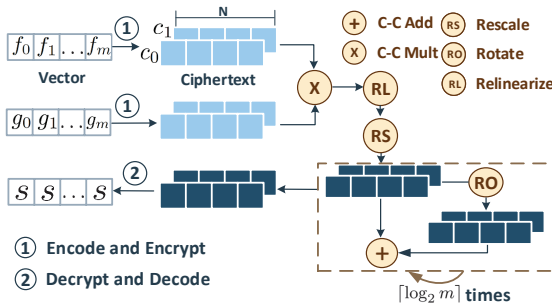 N
① c₁ + C-C Add RS Rescale
f₀ f₁ ... fₘ c₀ X C-C Mult RO Rotate
Vector Ciphertext RL Relinearize
① X RL
g₀ g₁ ... gₘ
RS
②
s s ... s RO
① Encode and Encrypt
+
② Decrypt and Decode
⌈log₂ m⌉ times